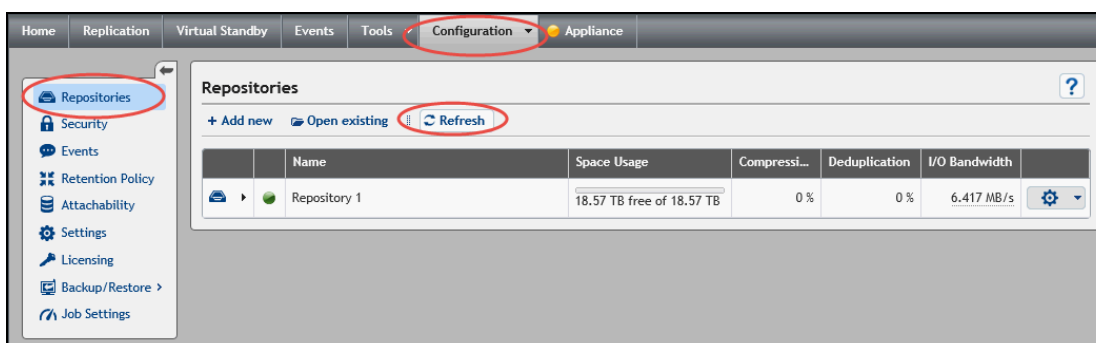 Home Replication Virtual Standby Events Tools Configuration Appliance
Repositories
Security
Events
Retention Policy
Attachability
Settings
Licensing
Backup/Restore >
Job Settings
Repositories
?
+ Add new Open existing Refresh
Name Space Usage Compressi... Deduplication I/O Bandwidth
Repository 1 18.57 TB free of 18.57 TB 0 % 0 % 6.417 MB/s